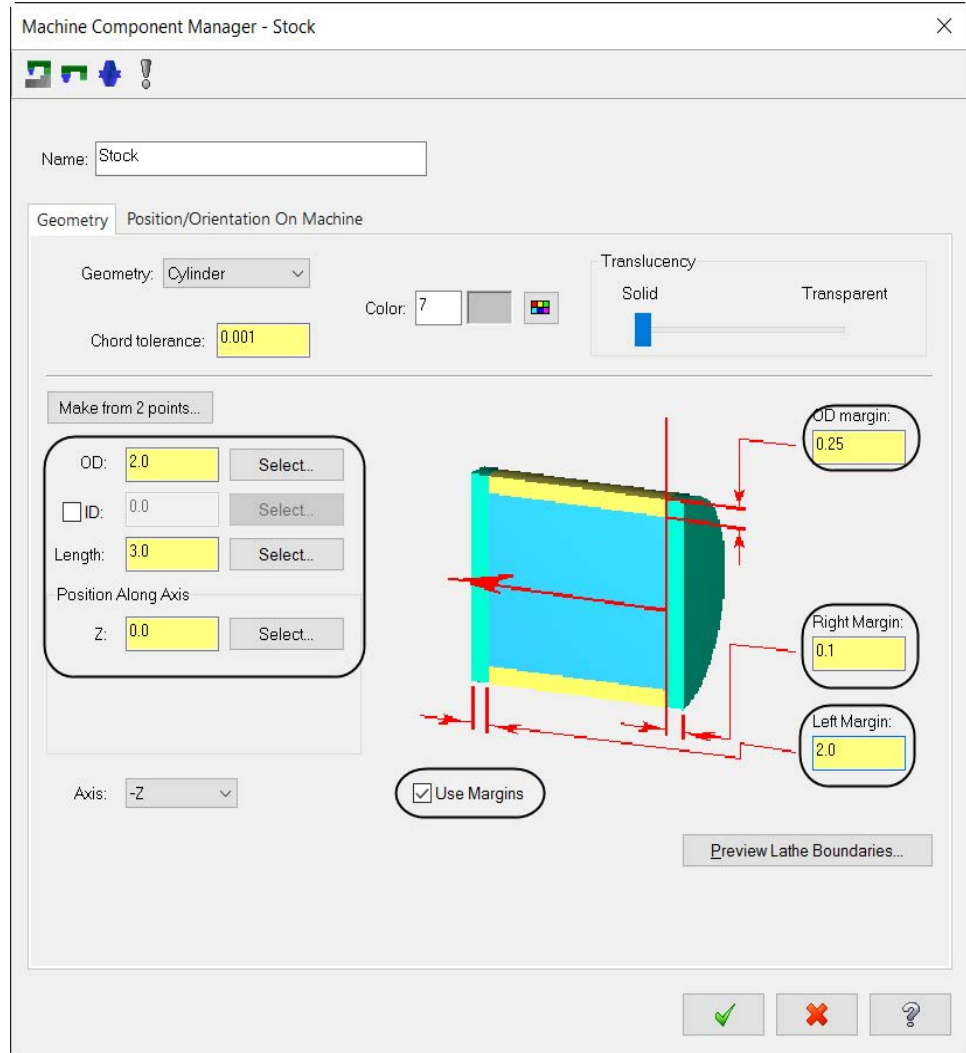 Machine Component Manager - Stock
Name: Stock
Geometry Position/Orientation On Machine
Geometry: Cylinder
Color: 7
Translucency
Solid Transparent
Chord tolerance: 0.001
Make from 2 points...
OD margin:
0.25
OD: 2.0 Select...
ID: 0.0 Select...
Length: 3.0 Select...
Position Along Axis
Z: 0.0 Select...
Right Margin:
0.1
Left Margin:
2.0
Axis: -Z
Use Margins
Preview Lathe Boundaries...